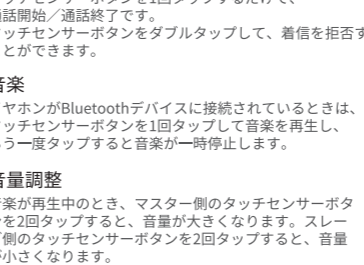 ッチセンサーボタンを1回タップするだけで、
話開始／通話終了です。
ッチセンサーボタンをダブルタップして、着信を拒否す
とができます。
音楽
ヤホンがBluetoothデバイスに接続されているときは、
ッチセンサーボタンを1回タップして音楽を再生し、
う一度タップすると音楽が一時停止します。
音量調整
楽が再生中のとき、マスター側のタッチセンサーボタ
を2回タップすると、音量が大きくなります。スレー
側のタッチセンサーボタンを2回タップすると、音量
小さくなります。